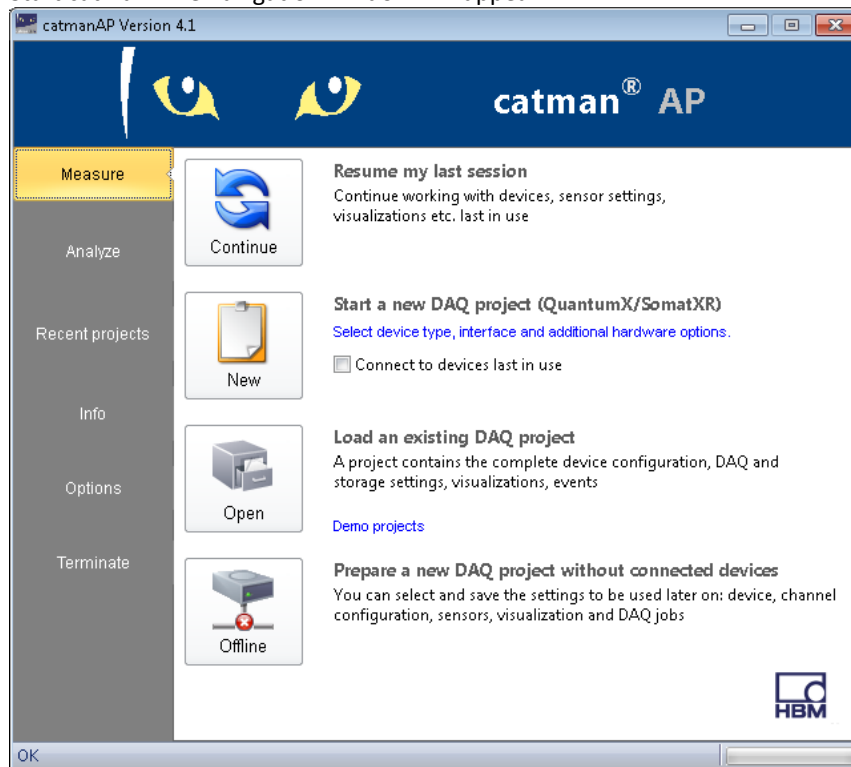 catmanAP Version 4.1
catman® AP
Measure
Analyze
Recent projects
Info
Options
Terminate
Continue
Resume my last session
Continue working with devices, sensor settings,
visualizations etc. last in use
New
Start a new DAQ project (QuantumX/SomatXR)
Select device type, interface and additional hardware options.
Connect to devices last in use
Open
Load an existing DAQ project
A project contains the complete device configuration, DAQ and
storage settings, visualizations, events
Demo projects
Offline
Prepare a new DAQ project without connected devices
You can select and save the settings to be used later on: device, channel
configuration, sensors, visualization and DAQ jobs
HBM
OK